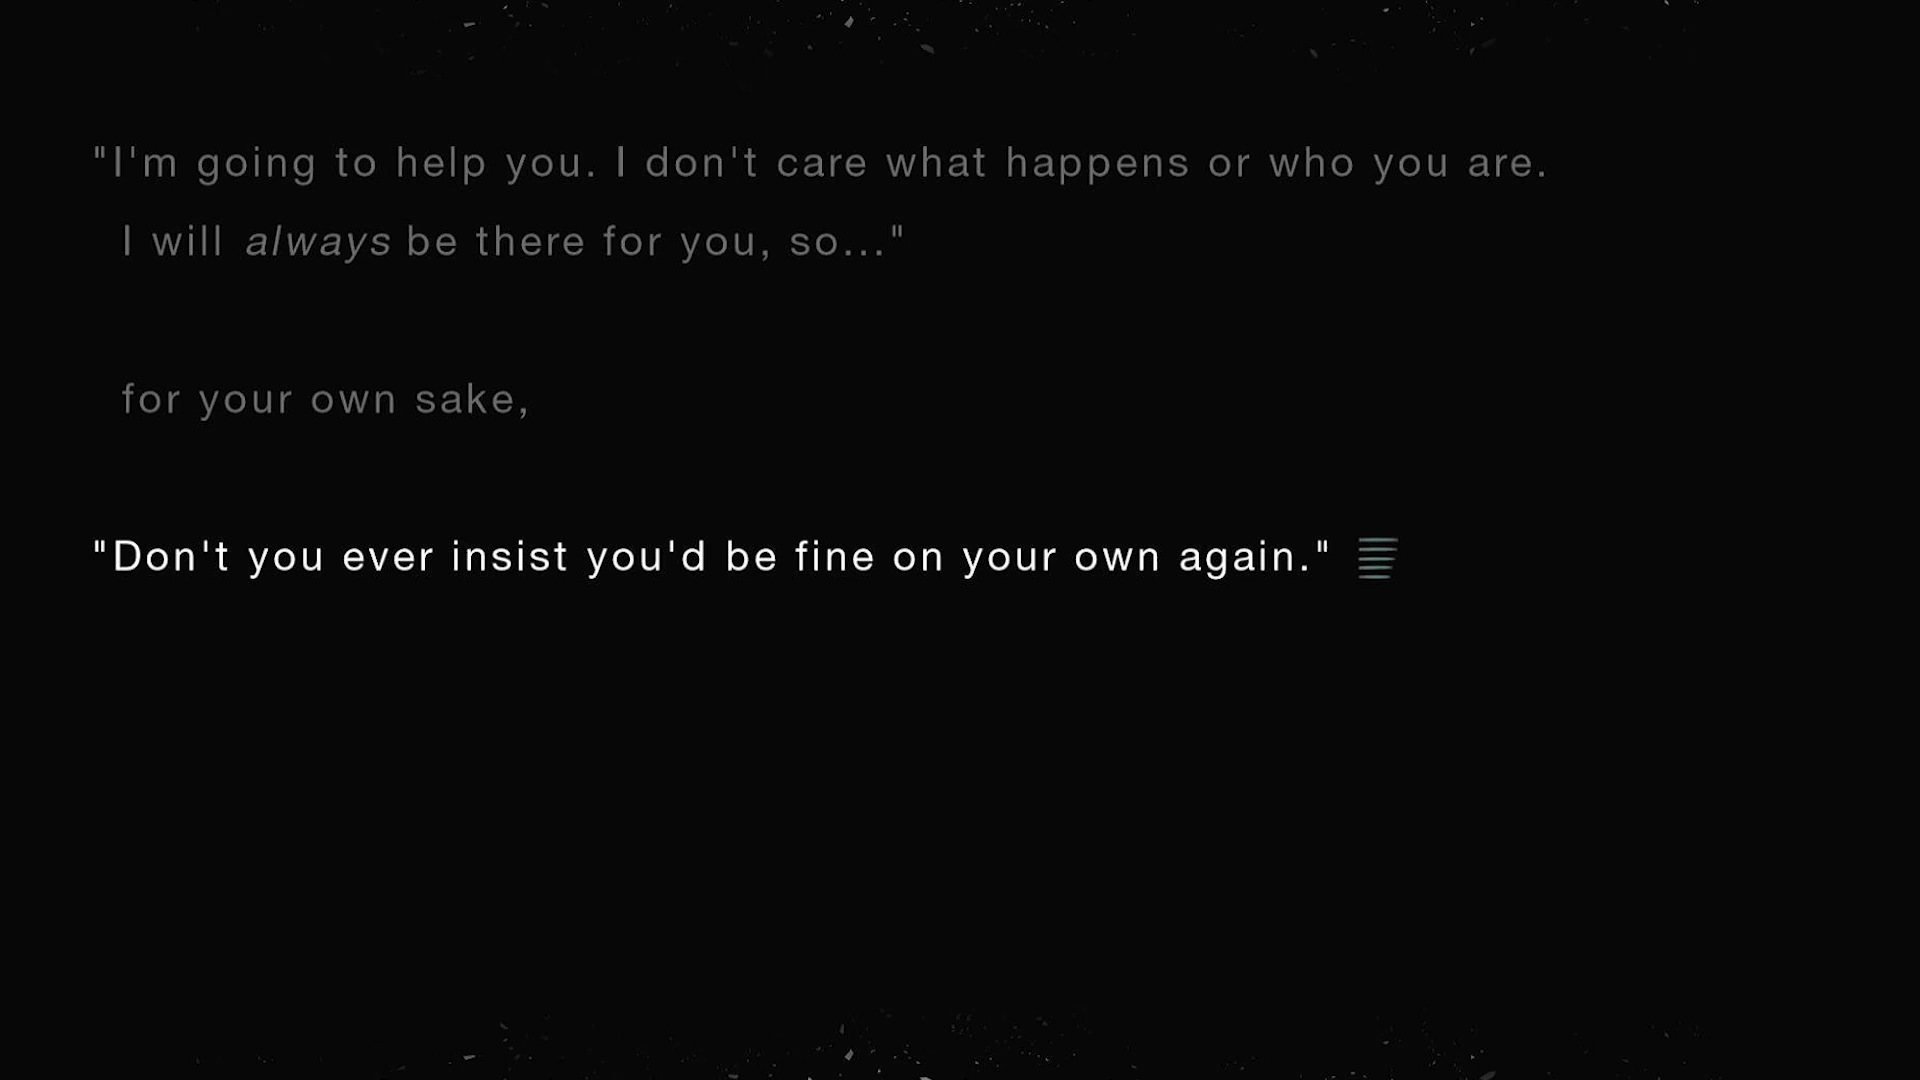 "I'm going to help you. I don't care what happens or who you are.
I will always be there for you, so..."
for your own sake,
"Don't you ever insist you'd be fine on your own again."